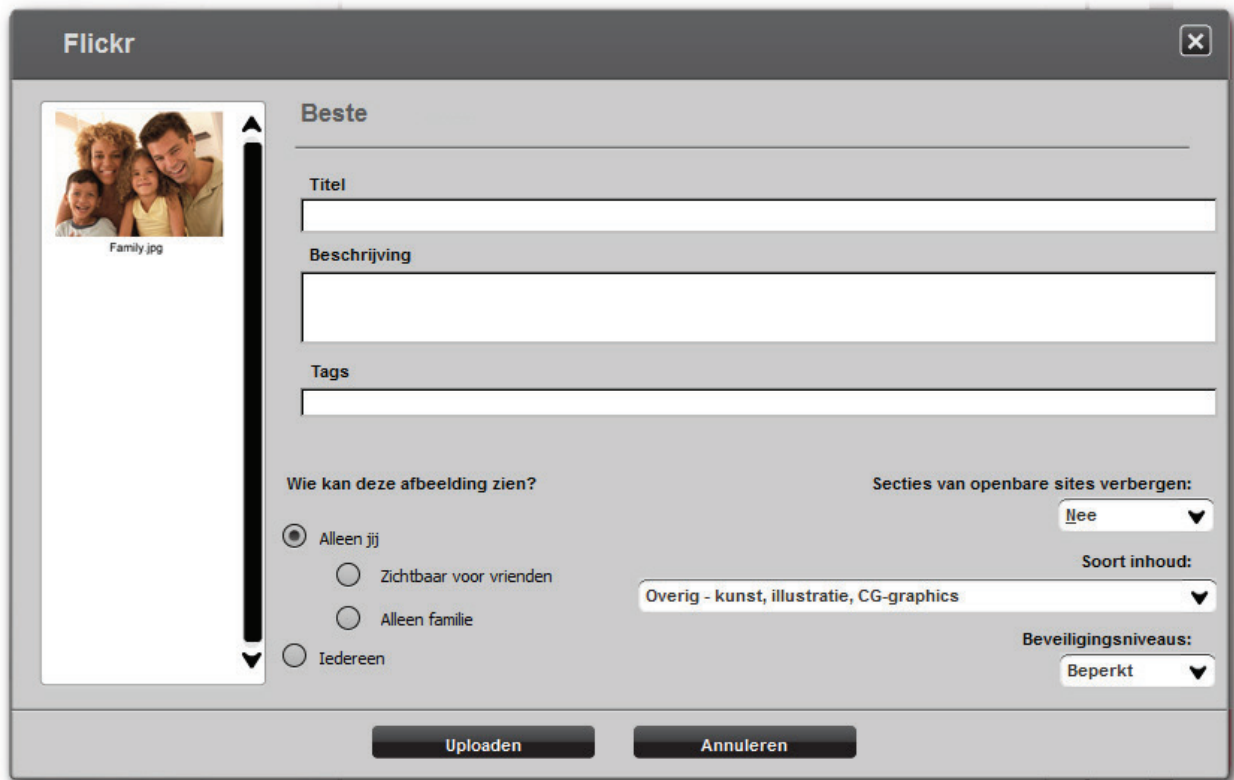 Flickr
Family.jpg
Beste
Titel
Beschrijving
Tags
Wie kan deze afbeelding zien?
Alleen jij
Zichtbaar voor vrienden
Alleen familie
Iedereen
Secties van openbare sites verbergen:
Nee
Soort inhoud:
Overig - kunst, illustratie, CG-graphics
Beveiligingsniveaus:
Beperkt
Uploaden
Annuleren